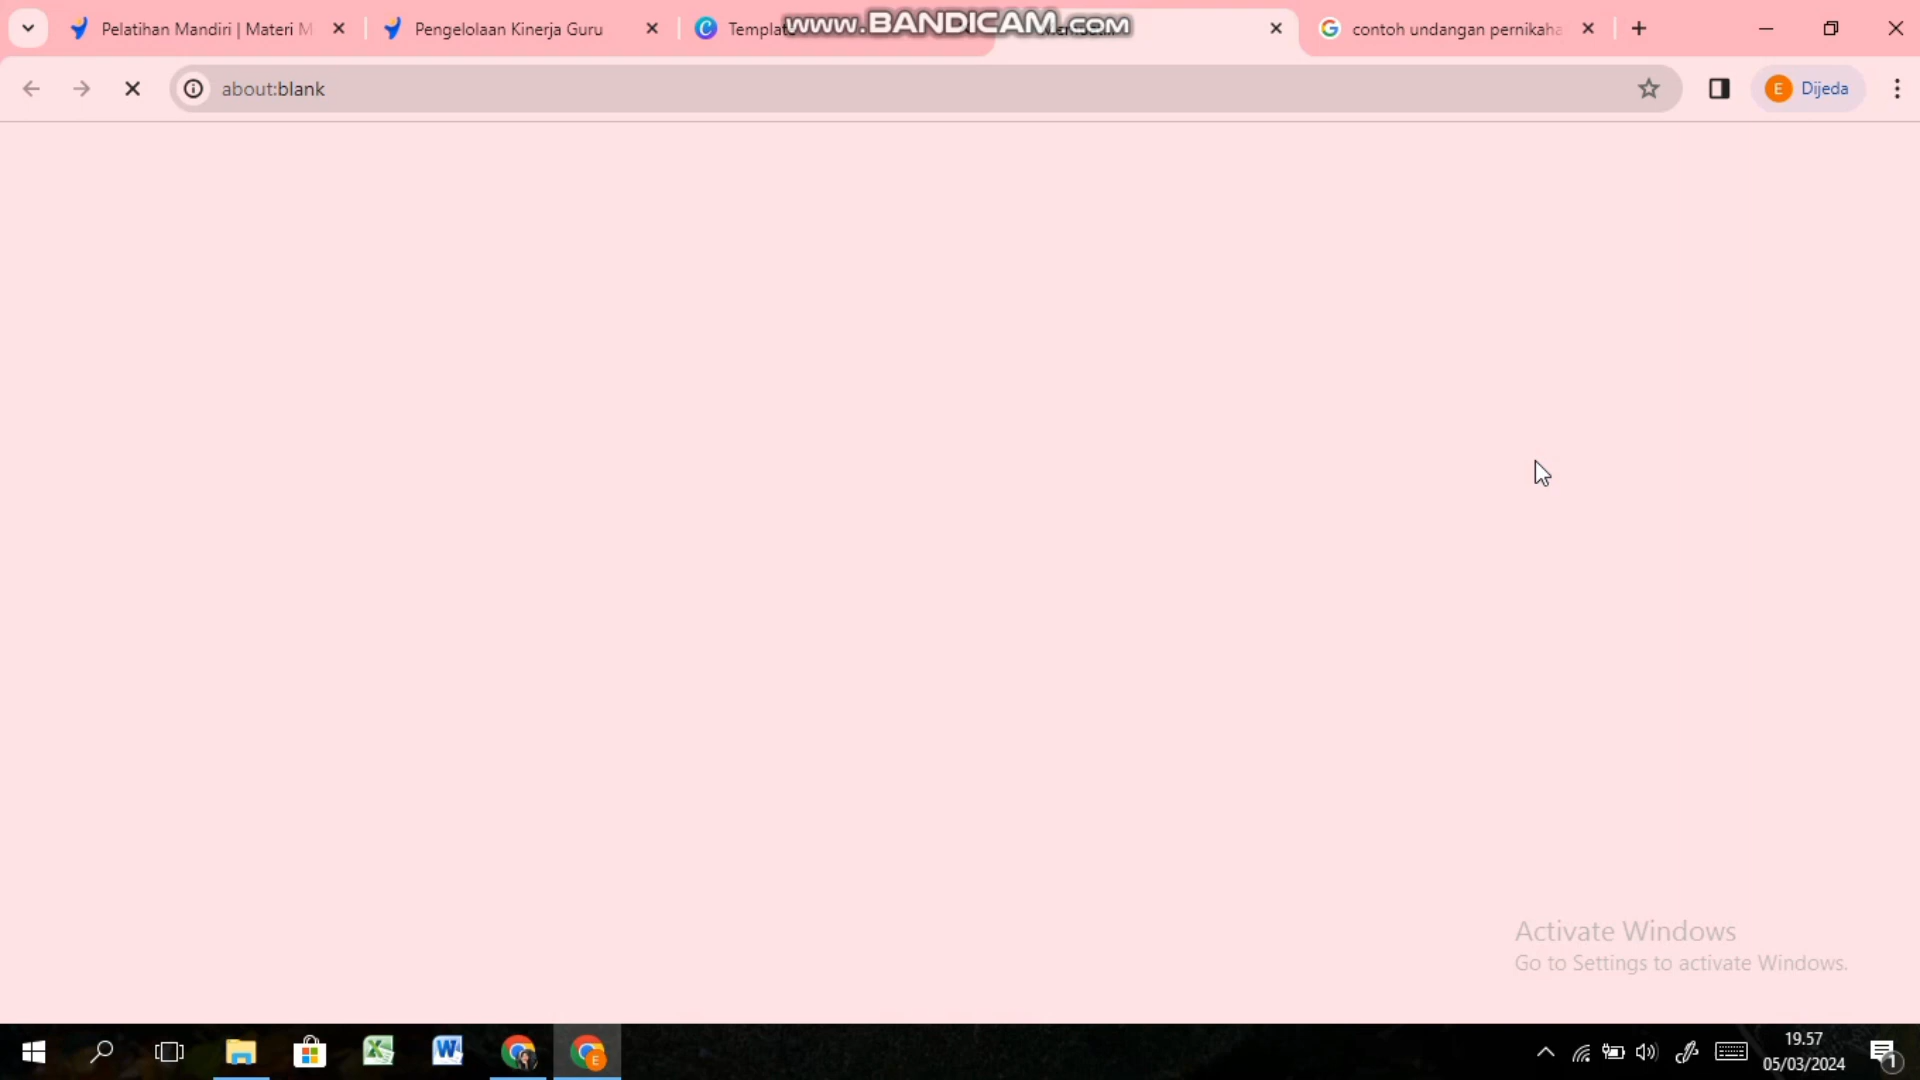 Pelatihan Mandiri | Materi M
Pengelolaan Kinerja Guru
Templat
www.BANDICAM.com
contoh undangan pernikaha
about:blank
E
Dijeda
Activate Windows
Go to Settings to activate Windows.
E
19.57
05/03/2024
1